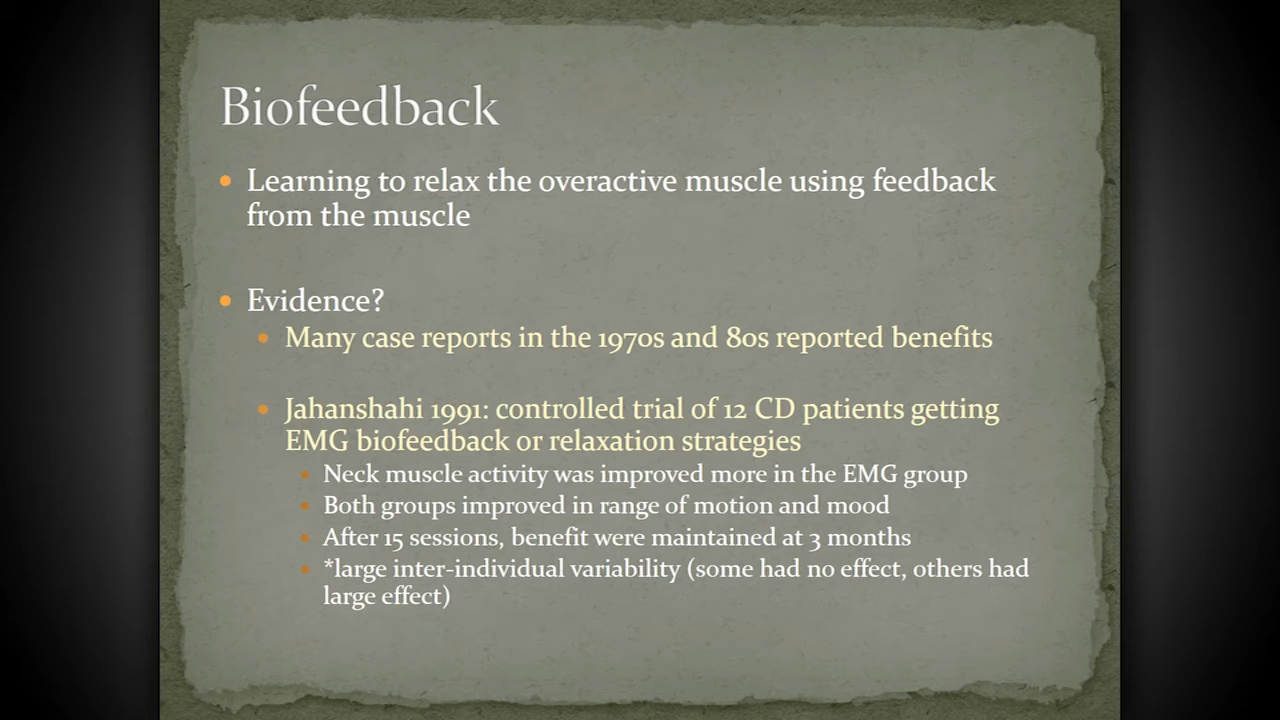 Biofeedback
Learning to relax the overactive muscle using feedback
from the muscle
Evidence?
Many case reports in the 1970s and 80s reported benefits
Jahanshahi 1991: controlled trial of 12 CD patients getting
EMG biofeedback or relaxation strategies
Neck muscle activity was improved more in the EMG group
Both groups improved in range of motion and mood
After 15 sessions, benefit were maintained at 3 months
*large inter-individual variability (some had no effect, others had
large effect)